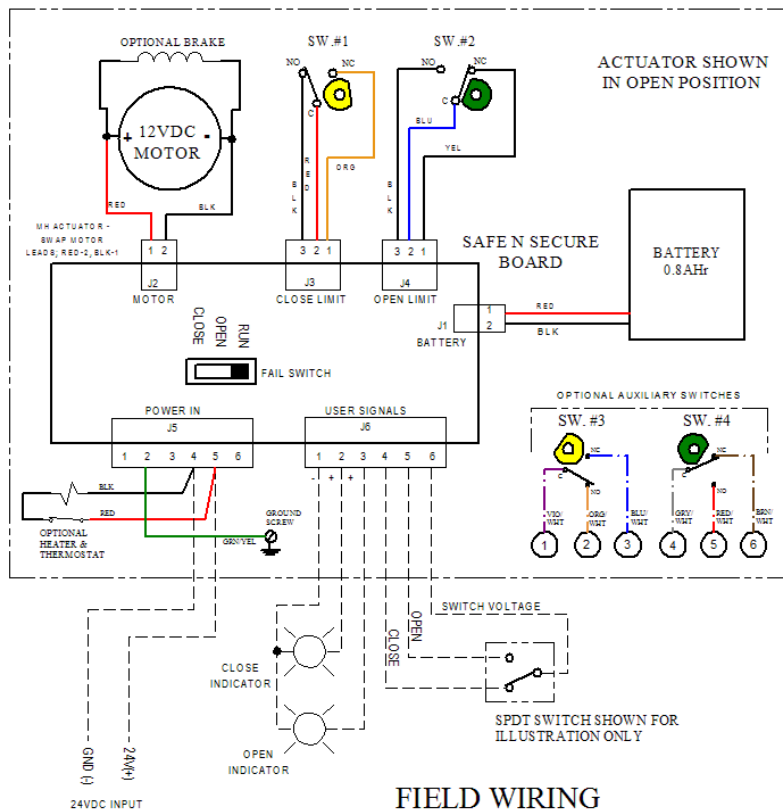 OPTIONAL BRAKE
+ 12VDC -
MOTOR
RED
BLK
MH ACTUATOR -
SWAP MOTOR
LEADS; RED-2, BLK-1
1 2
J2
MOTOR
SW.#1
NO
NC
C
BLK
RED
ORG
3 2 1
J3
CLOSE LIMIT
SW.#2
NO
NC
C
BLU
YEL
BLK
3 2 1
J4
OPEN LIMIT
ACTUATOR SHOWN
IN OPEN POSITION
SAFE N SECURE
BOARD
BATTERY
0.8AHr
J1
1
2
BATTERY
RED
BLK
CLOSE
OPEN
RUN
FAIL SWITCH
POWER IN
J5
1 2 3 4 5 6
USER SIGNALS
J6
1 2 3 4 5 6
- + +
BLK
RED
OPTIONAL
HEATER &
THERMOSTAT
GRN/YEL
GROUND
SCREW
OPTIONAL AUXILIARY SWITCHES
SW. #3
NC
C
NO
VIO/
WHT
ORG/
WHT
BLU/
WHT
1 2 3
SW. #4
NC
C
NO
GRY/
WHT
RED/
WHT
BRN/
WHT
4 5 6
CLOSE
INDICATOR
OPEN
INDICATOR
CLOSE
OPEN
SWITCH VOLTAGE
SPDT SWITCH SHOWN FOR
ILLUSTRATION ONLY
GND (-)
24V(+)
24VDC INPUT
FIELD WIRING